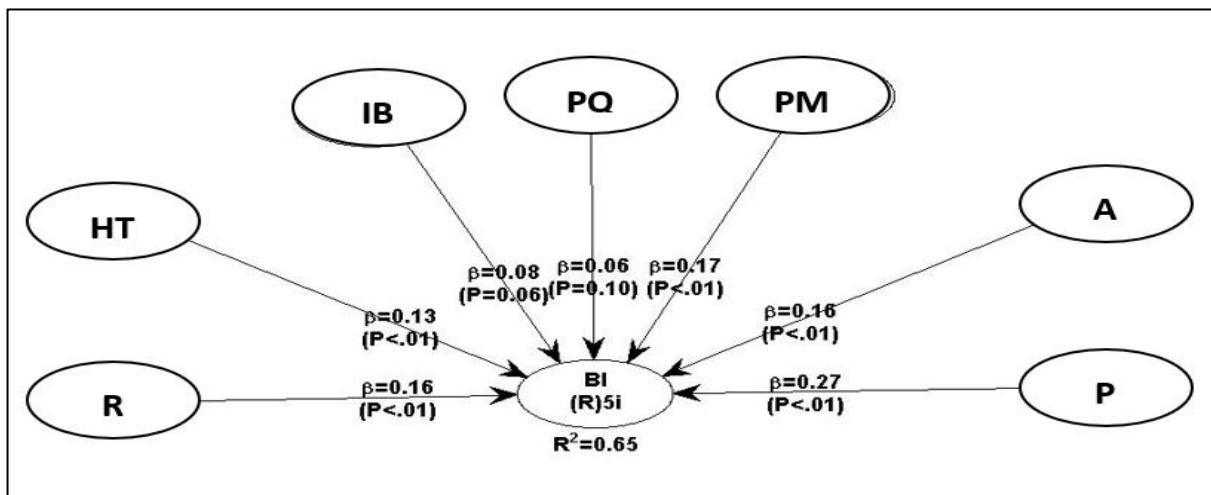 IB
PQ
PM
HT
A
β=0.08
(P=0.06)
β=0.06
(P=0.10)
β=0.17
(P<.01)
β=0.13
(P<.01)
β=0.16
(P<.01)
R
β=0.16
(P<.01)
BI
(R)5i
β=0.27
(P<.01)
P
R²=0.65